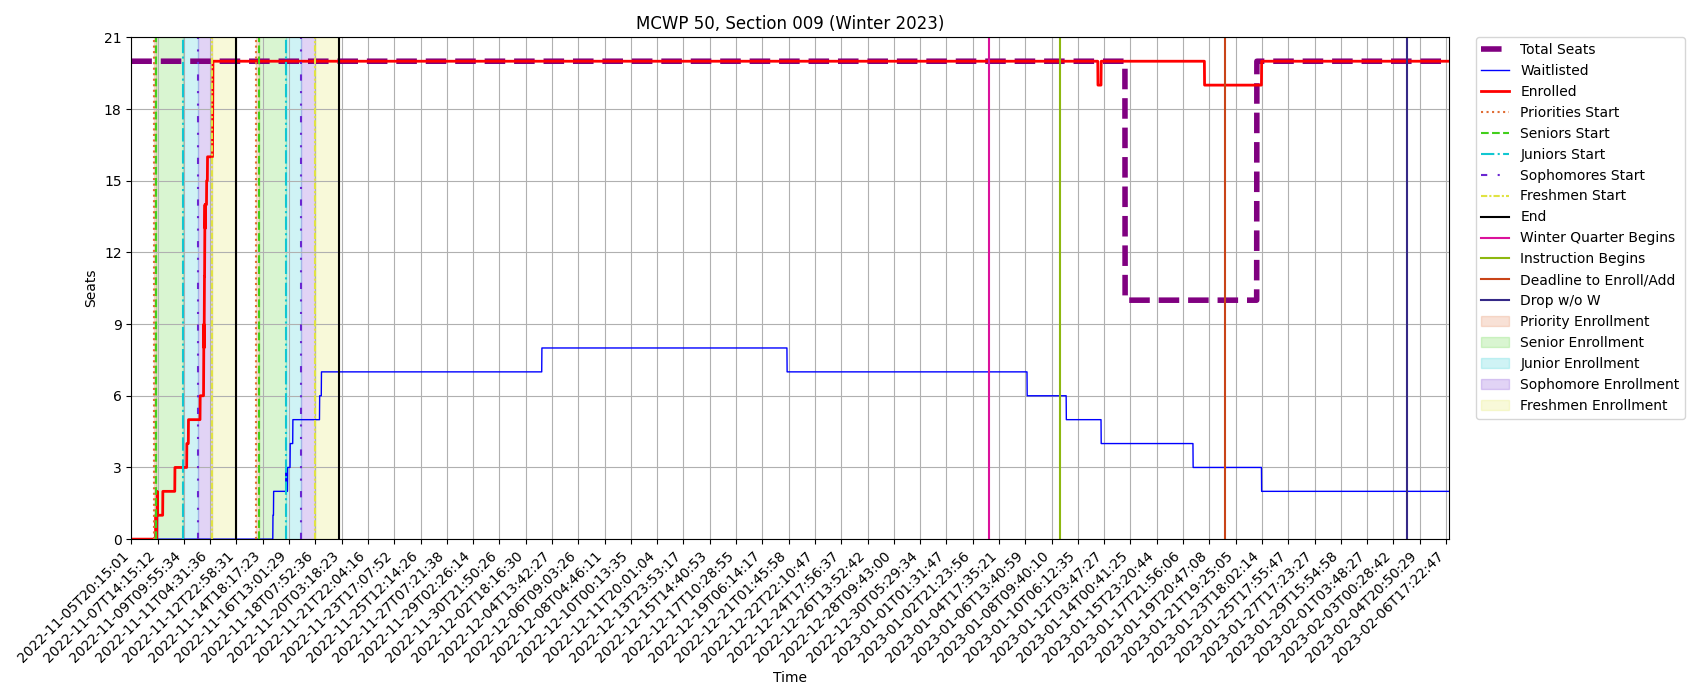 MCWP 50, Section 009 (Winter 2023)
21
18
15
12
9
6
3
0
Seats
2022-11-05T20:15:01
2022-11-07T14:15:12
2022-11-09T09:55:34
2022-11-11T04:31:36
2022-11-12T22:58:31
2022-11-14T18:17:23
2022-11-16T13:01:29
2022-11-18T07:52:36
2022-11-20T03:18:23
2022-11-21T22:04:16
2022-11-23T17:07:52
2022-11-25T12:14:26
2022-11-27T07:21:38
2022-11-29T02:26:14
2022-11-30T21:50:26
2022-12-02T18:16:30
2022-12-04T13:42:27
2022-12-06T09:03:26
2022-12-08T04:46:11
2022-12-10T00:13:35
2022-12-11T20:01:04
2022-12-13T23:53:17
2022-12-15T14:40:53
2022-12-17T10:28:55
2022-12-19T06:14:17
2022-12-21T01:45:58
2022-12-22T22:10:47
2022-12-24T17:56:37
2022-12-26T13:52:42
2022-12-28T09:43:00
2022-12-30T05:29:34
2023-01-01T01:31:47
2023-01-02T21:23:56
2023-01-04T17:35:21
2023-01-06T13:40:59
2023-01-08T09:40:10
2023-01-10T06:12:35
2023-01-12T03:47:27
2023-01-14T00:41:25
2023-01-15T23:20:44
2023-01-17T21:56:06
2023-01-19T20:47:08
2023-01-21T19:25:05
2023-01-23T18:02:14
2023-01-25T17:55:47
2023-01-27T17:23:27
2023-01-29T15:54:58
2023-02-01T03:48:27
2023-02-03T00:28:42
2023-02-04T20:50:29
2023-02-06T17:22:47
Time
Total Seats
Waitlisted
Enrolled
Priorities Start
Seniors Start
Juniors Start
Sophomores Start
Freshmen Start
End
Winter Quarter Begins
Instruction Begins
Deadline to Enroll/Add
Drop w/o W
Priority Enrollment
Senior Enrollment
Junior Enrollment
Sophomore Enrollment
Freshmen Enrollment